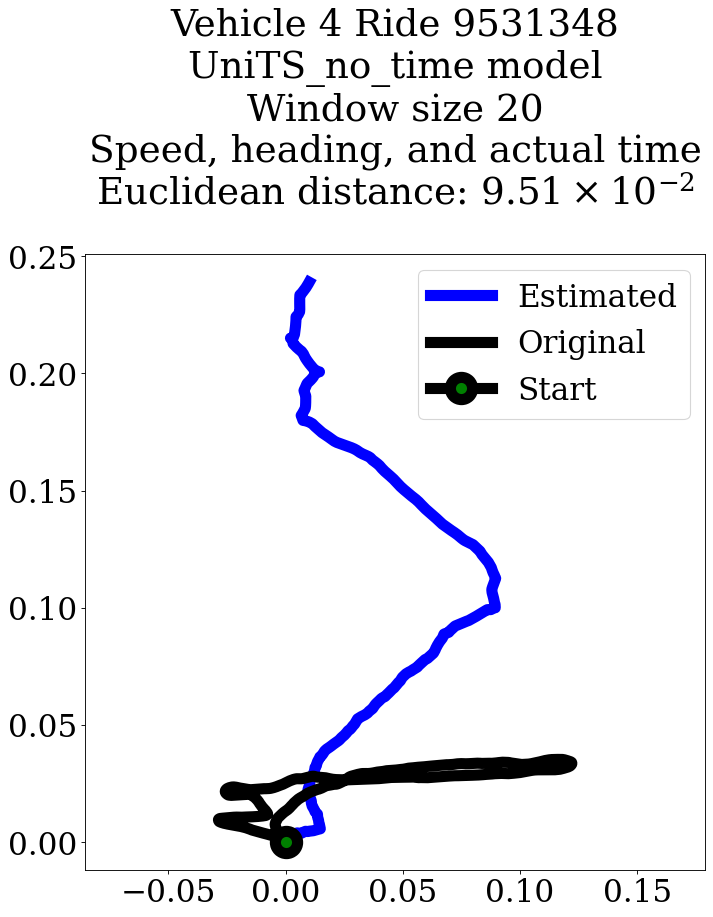 Vehicle 4 Ride 9531348
UniTS_no_time model
Window size 20
Speed, heading, and actual time
Euclidean distance: 9.51 × 10⁻²
0.25
0.20
0.15
0.10
0.05
0.00
Estimated
Original
Start
−0.05 0.00 0.05 0.10 0.15